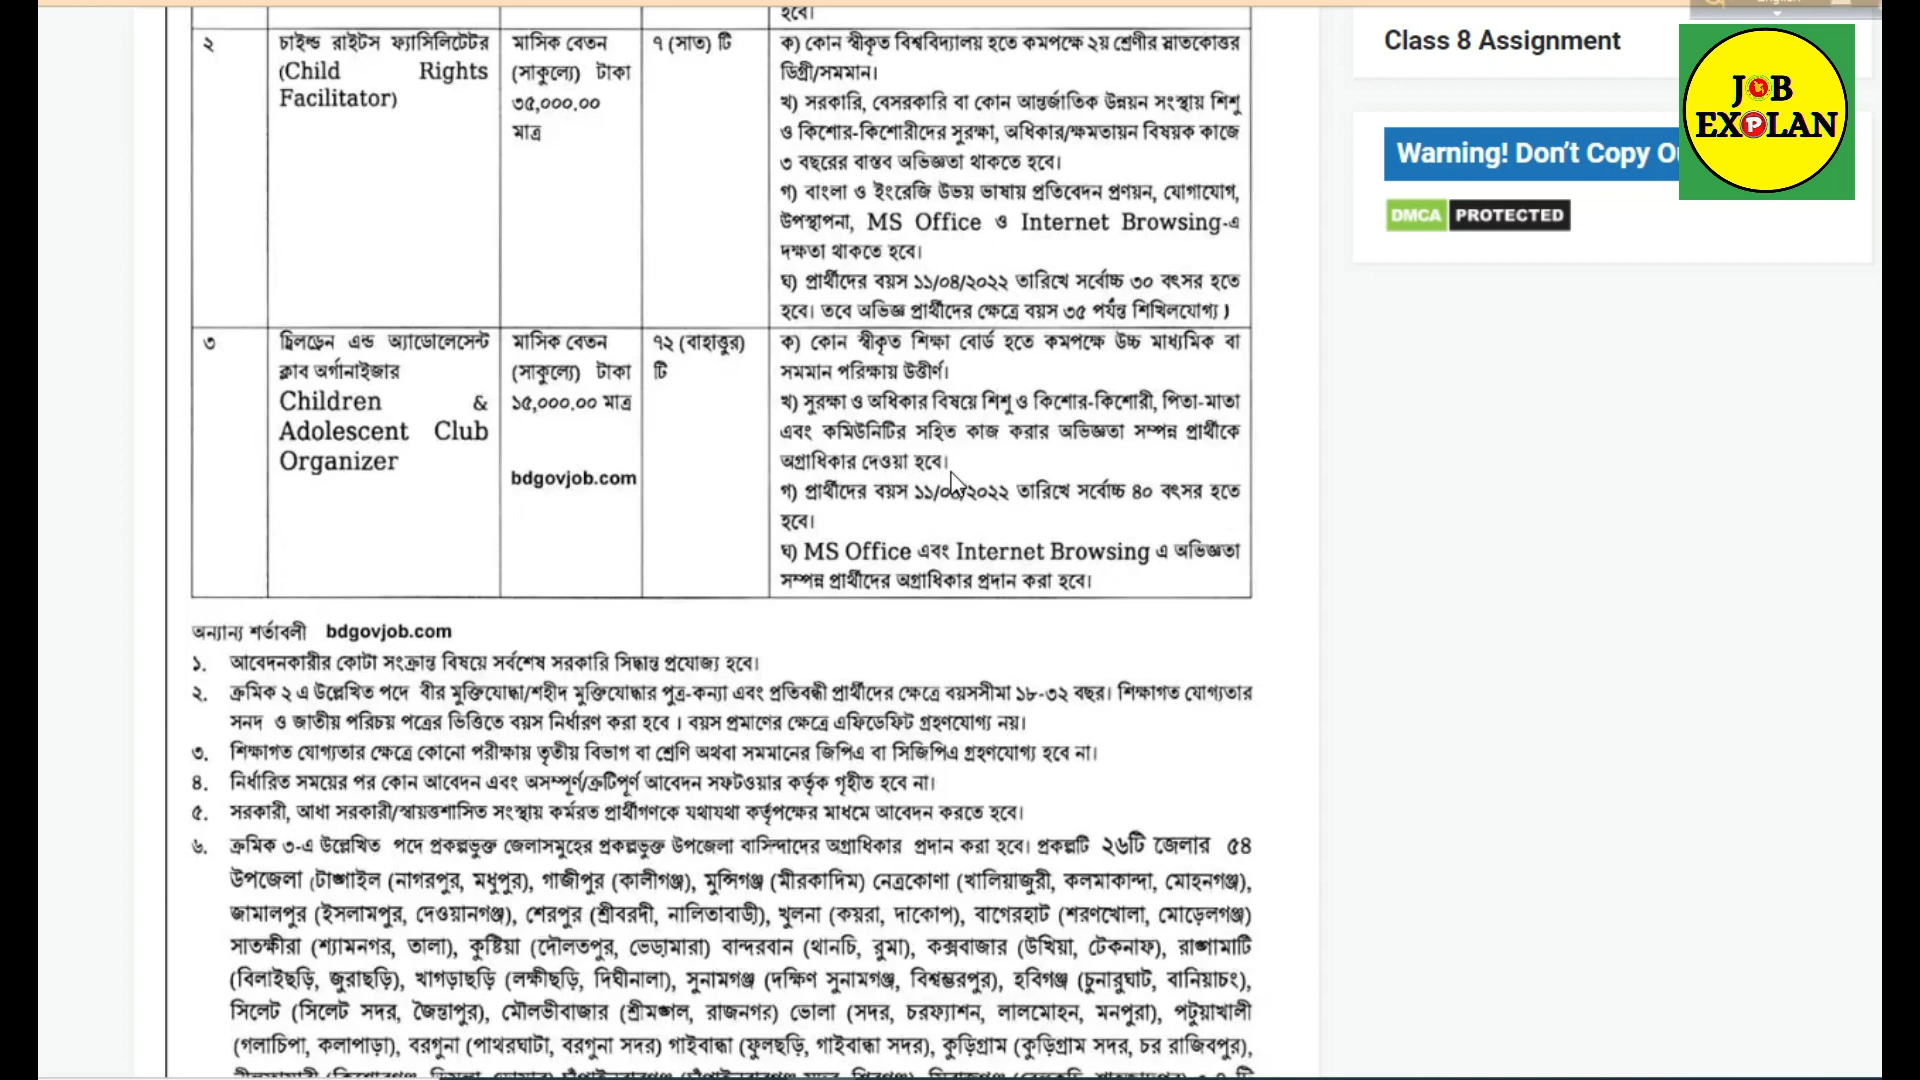 হবে।
২
চাইল্ড রাইটস ফ্যাসিলিটেটর
(Child Rights
Facilitator)
মাসিক বেতন
(সাকুল্যে) টাকা
৩৫,০০০.০০
মাত্র
৭ (সাত) টি
ক) কোন স্বীকৃত বিশ্ববিদ্যালয় হতে কমপক্ষে ২য় শ্রেণীর স্নাতকোত্তর
ডিগ্রী/সমমান।
খ) সরকারি, বেসরকারি বা কোন আন্তর্জাতিক উন্নয়ন সংস্থায় শিশু
ও কিশোর-কিশোরীদের সুরক্ষা, অধিকার/ক্ষমতায়ন বিষয়ক কাজে
৩ বছরের বাস্তব অভিজ্ঞতা থাকতে হবে।
গ) বাংলা ও ইংরেজি উভয় ভাষায় প্রতিবেদন প্রণয়ন, যোগাযোগ,
উপস্থাপনা, MS Office ও Internet Browsing-এ
দক্ষতা থাকতে হবে।
ঘ) প্রার্থীদের বয়স ১১/০৪/২০২২ তারিখে সর্বোচ্চ ৩০ বৎসর হতে
হবে। তবে অভিজ্ঞ প্রার্থীদের ক্ষেত্রে বয়স ৩৫ পর্যন্ত শিথিলযোগ্য।
৩
চিলড্রেন এন্ড অ্যাডোলেসেন্ট
ক্লাব অর্গানাইজার
Children &
Adolescent Club
Organizer
মাসিক বেতন
(সাকুল্যে) টাকা
১৫,০০০.০০ মাত্র
bdgovjob.com
৭২ (বাহাত্তুর)
টি
ক) কোন স্বীকৃত শিক্ষা বোর্ড হতে কমপক্ষে উচ্চ মাধ্যমিক বা
সমমান পরিক্ষায় উত্তীর্ণ।
খ) সুরক্ষা ও অধিকার বিষয়ে শিশু ও কিশোর-কিশোরী, পিতা-মাতা
এবং কমিউনিটির সহিত কাজ করার অভিজ্ঞতা সম্পন্ন প্রার্থীকে
অগ্রাধিকার দেওয়া হবে।
গ) প্রার্থীদের বয়স ১১/০৪/২০২২ তারিখে সর্বোচ্চ ৪০ বৎসর হতে
হবে।
ঘ) MS Office এবং Internet Browsing এ অভিজ্ঞতা
সম্পন্ন প্রার্থীদের অগ্রাধিকার প্রদান করা হবে।
অন্যান্য শর্তাবলী bdgovjob.com
১. আবেদনকারীর কোটা সংক্রান্ত বিষয়ে সর্বশেষ সরকারি সিদ্ধান্ত প্রযোজ্য হবে।
২. ক্রমিক ২ এ উল্লেখিত পদে বীর মুক্তিযোদ্ধা/শহীদ মুক্তিযোদ্ধার পুত্র-কন্যা এবং প্রতিবন্ধী প্রার্থীদের ক্ষেত্রে বয়সসীমা ১৮-৩২ বছর। শিক্ষাগত যোগ্যতার
সনদ ও জাতীয় পরিচয় পত্রের ভিত্তিতে বয়স নির্ধারণ করা হবে । বয়স প্রমাণের ক্ষেত্রে এফিডেফিট গ্রহণযোগ্য নয়।
৩. শিক্ষাগত যোগ্যতার ক্ষেত্রে কোনো পরীক্ষায় তৃতীয় বিভাগ বা শ্রেণি অথবা সমমানের জিপিএ বা সিজিপিএ গ্রহণযোগ্য হবে না।
৪. নির্ধারিত সময়ের পর কোন আবেদন এবং অসম্পূর্ণ/ত্রুটিপূর্ণ আবেদন সফটওয়ার কর্তৃক গৃহীত হবে না।
৫. সরকারী, আধা সরকারী/স্বায়ত্তশাসিত সংস্থায় কর্মরত প্রার্থীগণকে যথাযথা কর্তৃপক্ষের মাধমে আবেদন করতে হবে।
৬. ক্রমিক ৩-এ উল্লেখিত পদে প্রকল্পভুক্ত জেলাসমুহের প্রকল্পভুক্ত উপজেলা বাসিন্দাদের অগ্রাধিকার প্রদান করা হবে। প্রকল্পটি ২৬টি জেলার ৫৪
উপজেলা (টাঙ্গাইল (নাগরপুর, মধুপুর), গাজীপুর (কালীগঞ্জ), মুন্সিগঞ্জ (মীরকাদিম) নেত্রকোণা (খালিয়াজুরী, কলমাকান্দা, মোহনগঞ্জ),
জামালপুর (ইসলামপুর, দেওয়ানগঞ্জ), শেরপুর (শ্রীবরদী, নালিতাবাড়ী), খুলনা (কয়রা, দাকোপ), বাগেরহাট (শরণখোলা, মোড়েলগঞ্জ)
সাতক্ষীরা (শ্যামনগর, তালা), কুষ্টিয়া (দৌলতপুর, ভেড়ামারা) বান্দরবান (থানচি, রুমা), কক্সবাজার (উখিয়া, টেকনাফ), রাঙ্গামাটি
(বিলাইছড়ি, জুরাছড়ি), খাগড়াছড়ি (লক্ষীছড়ি, দিঘীনালা), সুনামগঞ্জ (দক্ষিণ সুনামগঞ্জ, বিশ্বম্ভরপুর), হবিগঞ্জ (চুনারুঘাট, বানিয়াচং),
সিলেট (সিলেট সদর, জৈন্তাপুর), মৌলভীবাজার (শ্রীমঙ্গল, রাজনগর) ভোলা (সদর, চরফ্যাশন, লালমোহন, মনপুরা), পটুয়াখালী
(গলাচিপা, কলাপাড়া), বরগুনা (পাথরঘাটা, বরগুনা সদর) গাইবান্ধা (ফুলছড়ি, গাইবান্ধা সদর), কুড়িগ্রাম (কুড়িগ্রাম সদর, চর রাজিবপুর),
Class 8 Assignment
Warning! Don't Copy
DMCA PROTECTED
JOB
EXPLAN